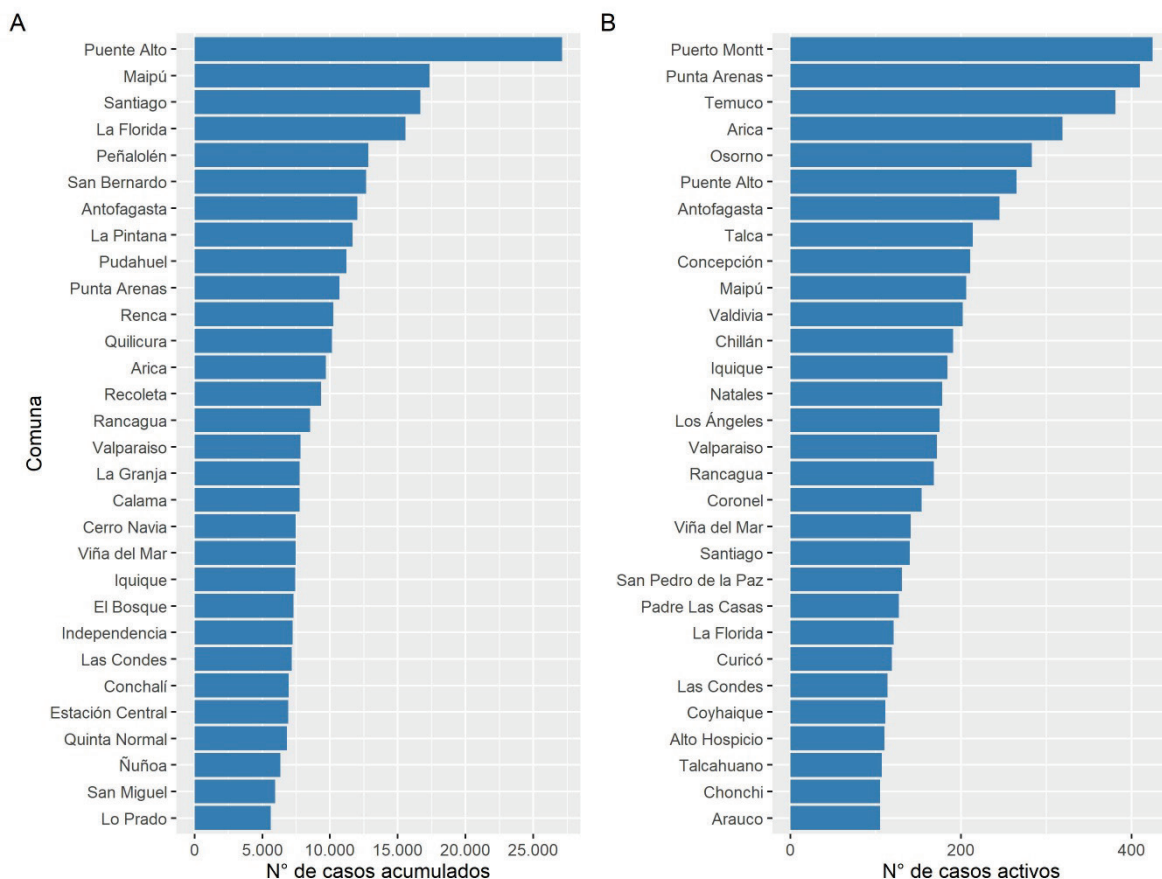 A
Puente Alto
Maipú
Santiago
La Florida
Peñalolén
San Bernardo
Antofagasta
La Pintana
Pudahuel
Punta Arenas
Renca
Quilicura
Arica
Recoleta
Rancagua
Valparaiso
La Granja
Calama
Cerro Navia
Viña del Mar
Iquique
El Bosque
Independencia
Las Condes
Conchalí
Estación Central
Quinta Normal
Ñuñoa
San Miguel
Lo Prado
Comuna
0 5.000 10.000 15.000 20.000 25.000
N° de casos acumulados
B
Puerto Montt
Punta Arenas
Temuco
Arica
Osorno
Puente Alto
Antofagasta
Talca
Concepción
Maipú
Valdivia
Chillán
Iquique
Natales
Los Ángeles
Valparaiso
Rancagua
Coronel
Viña del Mar
Santiago
San Pedro de la Paz
Padre Las Casas
La Florida
Curicó
Las Condes
Coyhaique
Alto Hospicio
Talcahuano
Chonchi
Arauco
0 200 400
N° de casos activos